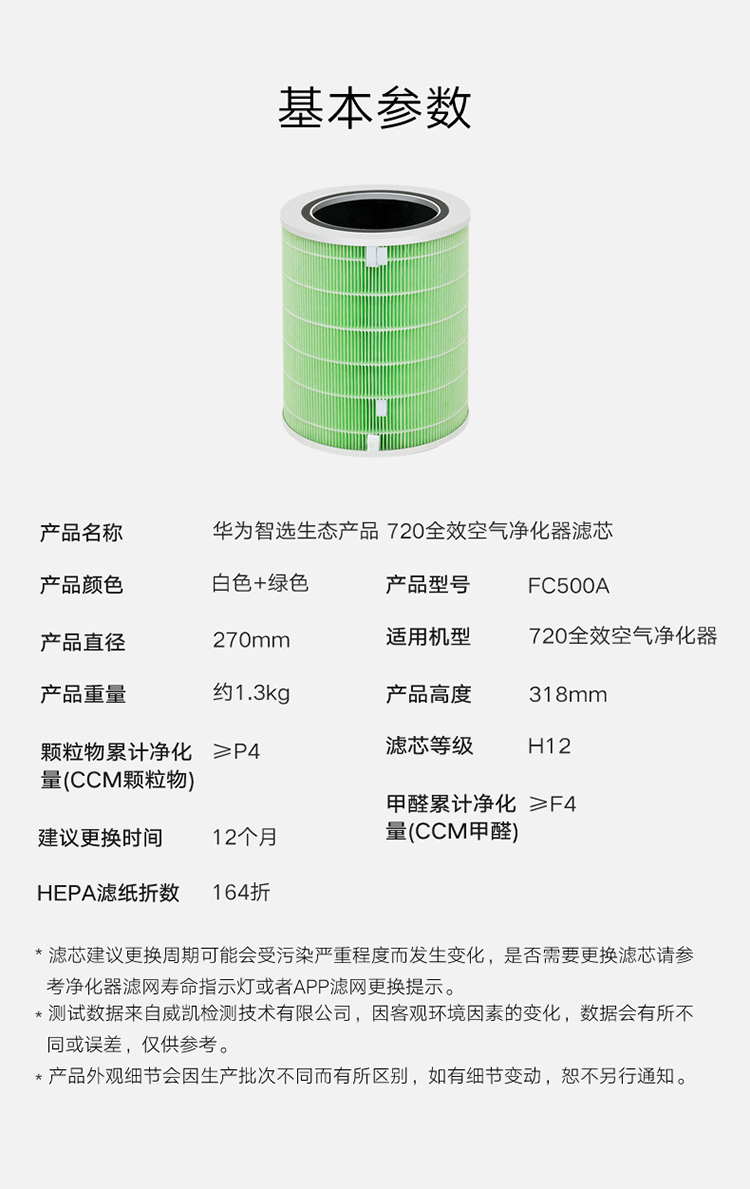 基本参数
产品名称 华为智选生态产品 720全效空气净化器滤芯
产品颜色 白色+绿色 产品型号 FC500A
产品直径 270mm 适用机型 720全效空气净化器
产品重量 约1.3kg 产品高度 318mm
颗粒物累计净化 ≥P4 滤芯等级 H12
量(CCM颗粒物)
甲醛累计净化 ≥F4
量(CCM甲醛)
建议更换时间 12个月
HEPA滤纸折数 164折
* 滤芯建议更换周期可能会受污染严重程度而发生变化，是否需要更换滤芯请参
考净化器滤网寿命指示灯或者APP滤网更换提示。
* 测试数据来自威凯检测技术有限公司，因客观环境因素的变化，数据会有所不
同或误差，仅供参考。
* 产品外观细节会因生产批次不同而有所区别，如有细节变动，恕不另行通知。